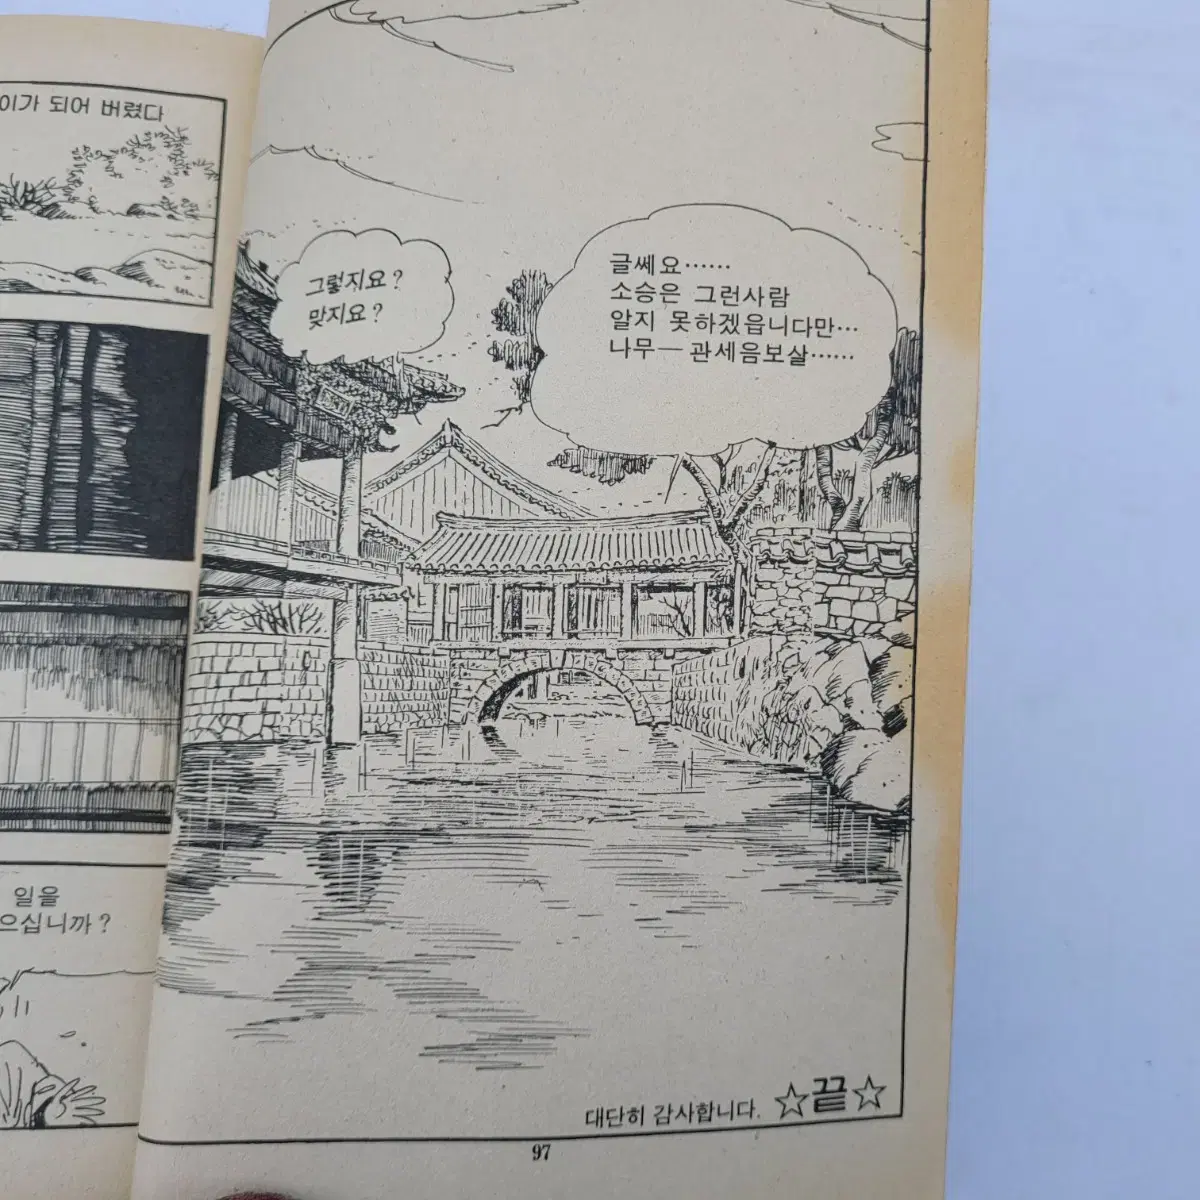 이가 되어 버렸다
일을
으십니까?
그렇지요?
맞지요?
글쎄요……
소승은 그런사람
알지 못하겠읍니다만…
나무─ 관세음보살……
대단히 감사합니다. ☆끝☆
97